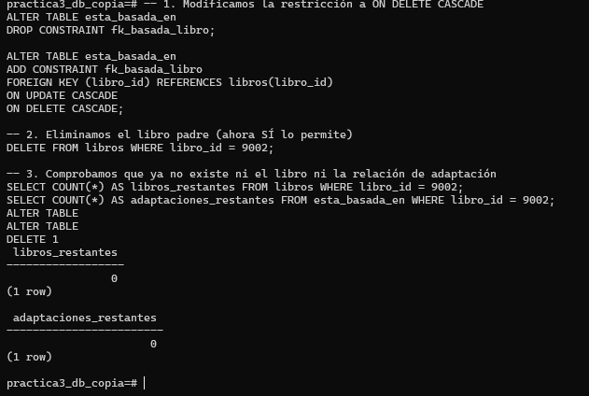 practica3_db_copia=# -- 1. Modificamos la restricción a ON DELETE CASCADE
ALTER TABLE esta_basada_en
DROP CONSTRAINT fk_basada_libro;
ALTER TABLE esta_basada_en
ADD CONSTRAINT fk_basada_libro
FOREIGN KEY (libro_id) REFERENCES libros(libro_id)
ON UPDATE CASCADE
ON DELETE CASCADE;
-- 2. Eliminamos el libro padre (ahora SÍ lo permite)
DELETE FROM libros WHERE libro_id = 9002;
-- 3. Comprobamos que ya no existe ni el libro ni la relación de adaptación
SELECT COUNT(*) AS libros_restantes FROM libros WHERE libro_id = 9002;
SELECT COUNT(*) AS adaptaciones_restantes FROM esta_basada_en WHERE libro_id = 9002;
ALTER TABLE
ALTER TABLE
DELETE 1
libros_restantes
------------------
0
(1 row)
adaptaciones_restantes
------------------------
0
(1 row)
practica3_db_copia=#